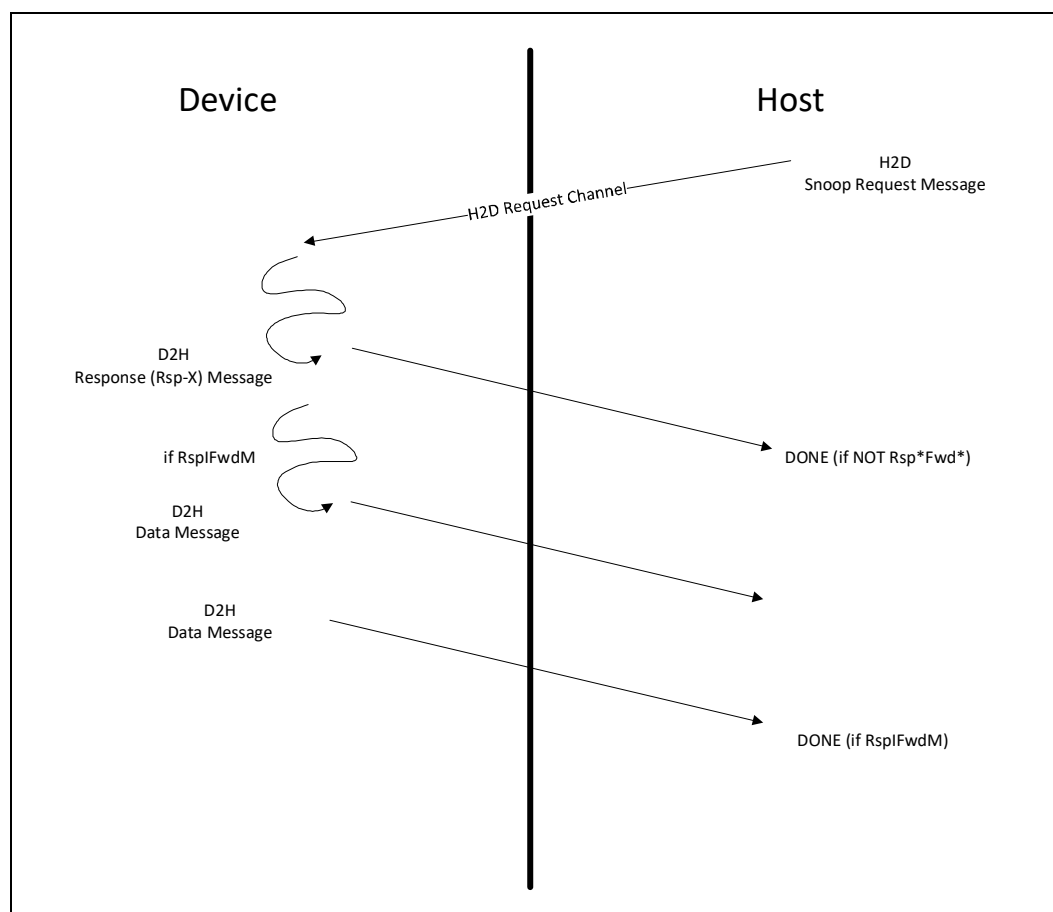 Device
Host
H2D
Snoop Request Message
H2D Request Channel
D2H
Response (Rsp-X) Message
if RspIFwdM
DONE (if NOT Rsp*Fwd*)
D2H
Data Message
D2H
Data Message
DONE (if RspIFwdM)